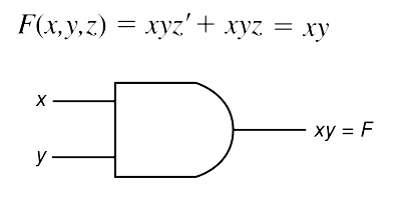 F(x,y,z) = xyz′ + xyz = xy
x
xy = F
y